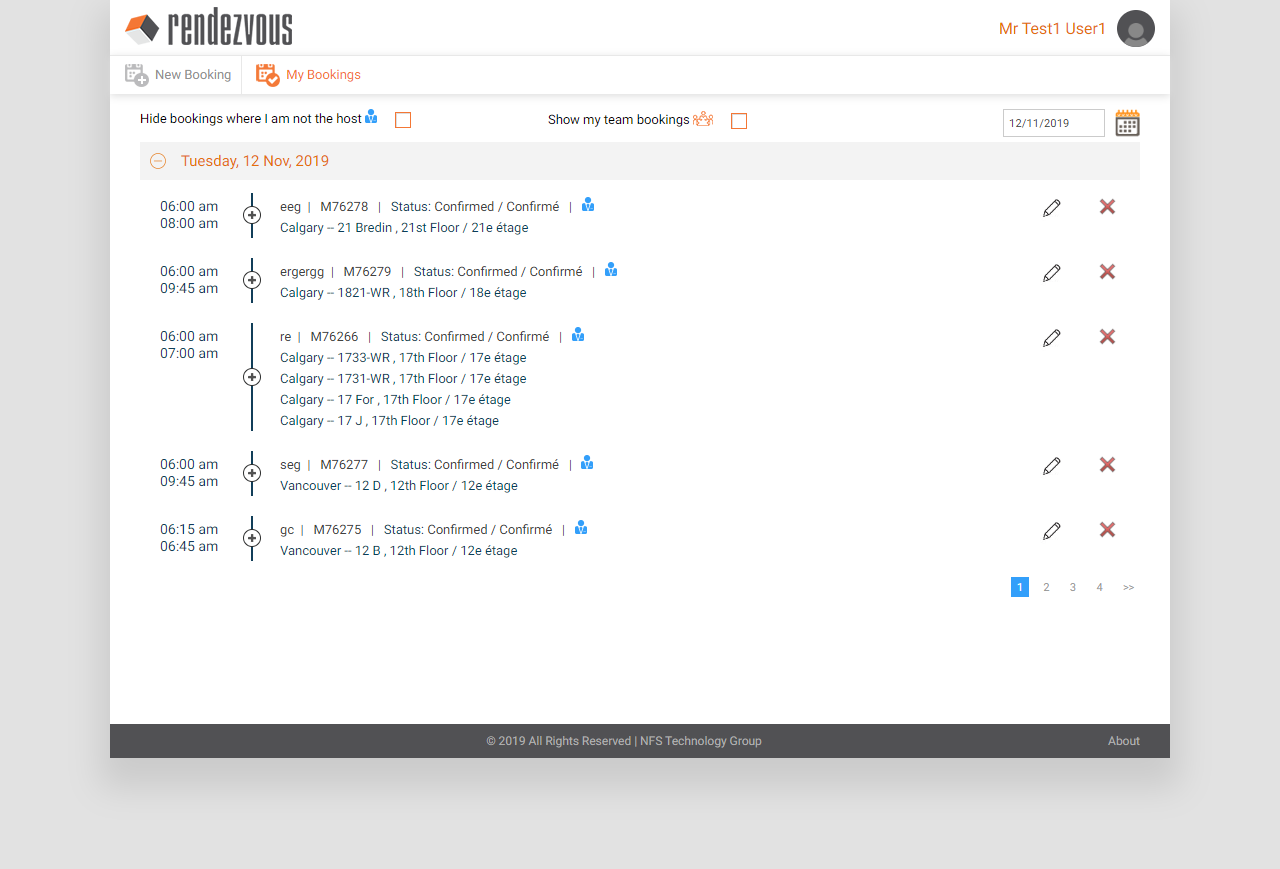 rendezvous
Mr Test1 User1
New Booking
My Bookings
Hide bookings where I am not the host
Show my team bookings
12/11/2019
Tuesday, 12 Nov, 2019
06:00 am
08:00 am
eeg | M76278 | Status: Confirmed / Confirmé |
Calgary -- 21 Bredin , 21st Floor / 21e étage
06:00 am
09:45 am
ergergg | M76279 | Status: Confirmed / Confirmé |
Calgary -- 1821-WR , 18th Floor / 18e étage
06:00 am
07:00 am
re | M76266 | Status: Confirmed / Confirmé |
Calgary -- 1733-WR , 17th Floor / 17e étage
Calgary -- 1731-WR , 17th Floor / 17e étage
Calgary -- 17 For , 17th Floor / 17e étage
Calgary -- 17 J , 17th Floor / 17e étage
06:00 am
09:45 am
seg | M76277 | Status: Confirmed / Confirmé |
Vancouver -- 12 D , 12th Floor / 12e étage
06:15 am
06:45 am
gc | M76275 | Status: Confirmed / Confirmé |
Vancouver -- 12 B , 12th Floor / 12e étage
1 2 3 4 >>
© 2019 All Rights Reserved | NFS Technology Group
About